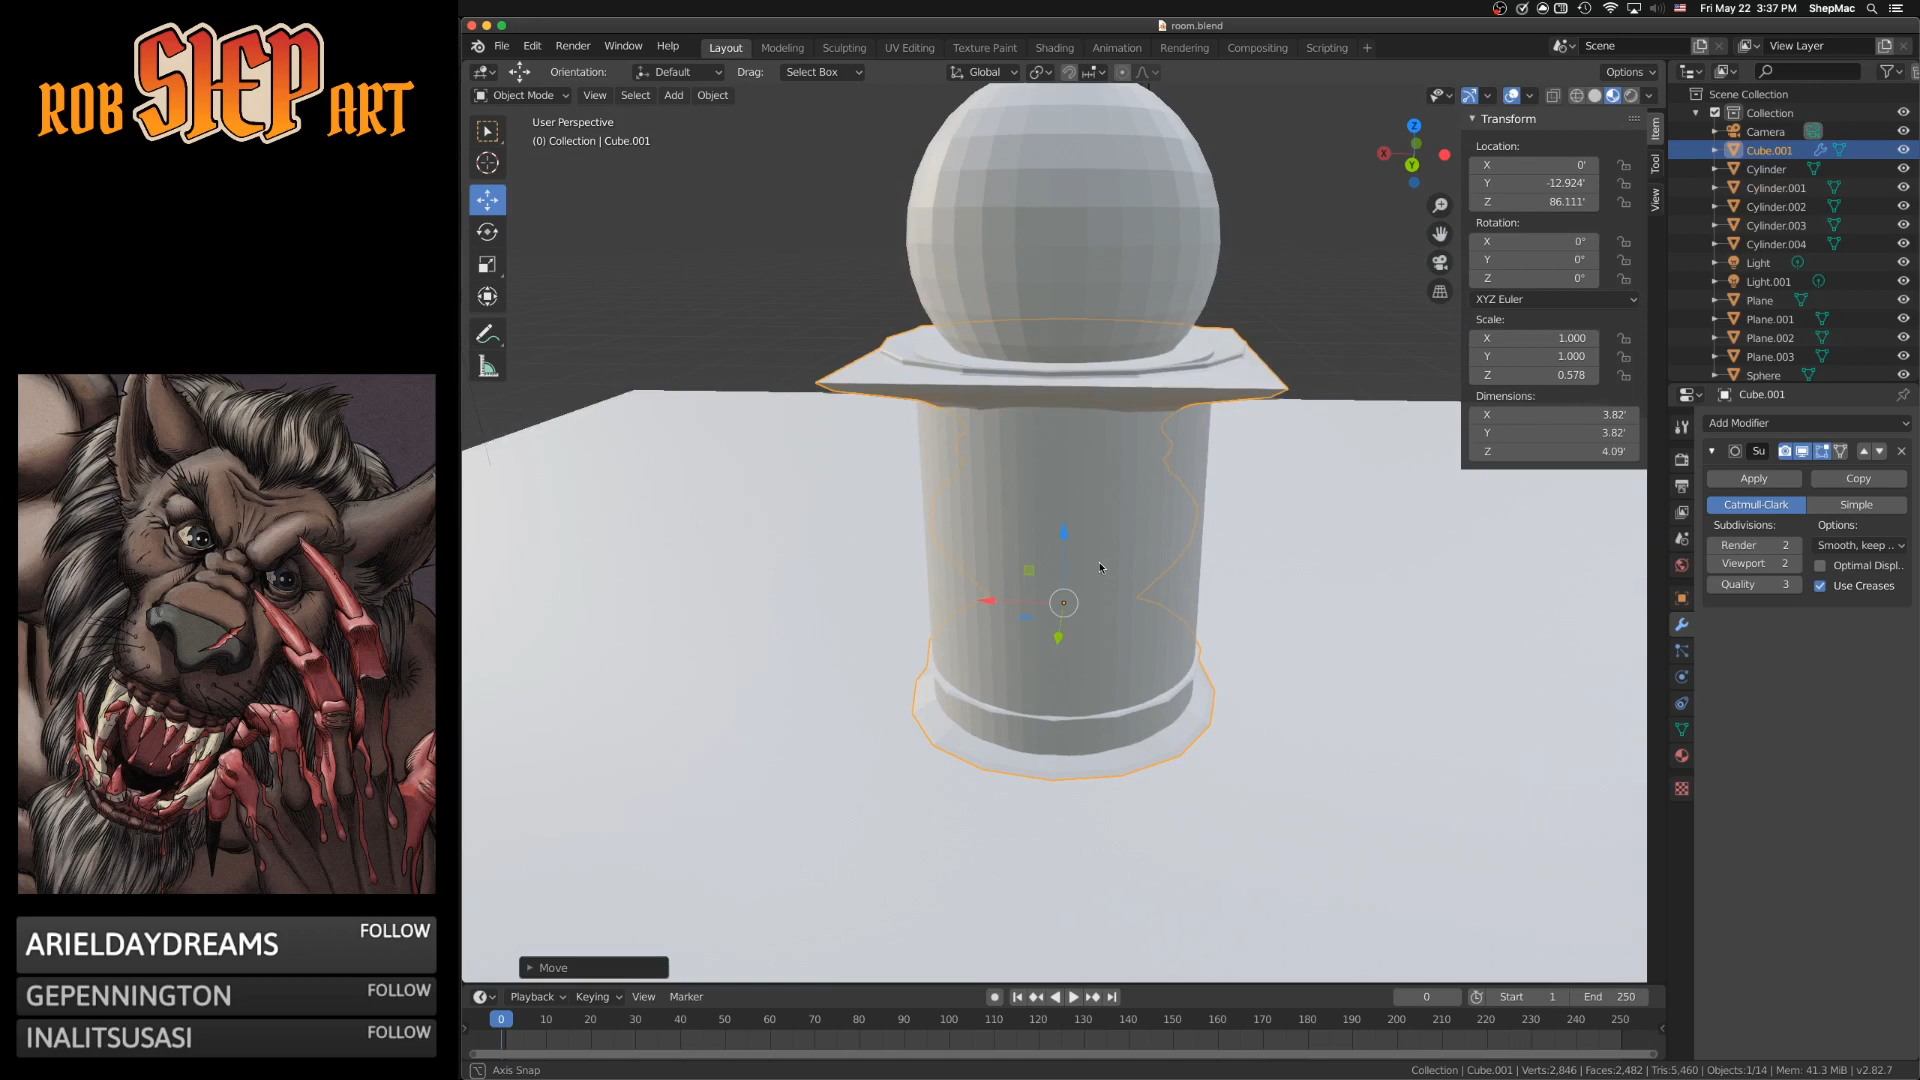 Fri May 22 3:37 PM ShepMac
room.blend
File Edit Render Window Help
Layout Modeling Sculpting UV Editing Texture Paint Shading Animation Rendering Compositing Scripting +
Scene
View Layer
Orientation: Default Drag: Select Box
Global
Options
Object Mode View Select Add Object
User Perspective
(0) Collection | Cube.001
ROB SHEP ART
Z
X
Y
Transform
Location:
X 0'
Y -12.924'
Z 86.111'
Rotation:
X 0°
Y 0°
Z 0°
XYZ Euler
Scale:
X 1.000
Y 1.000
Z 0.578
Dimensions:
X 3.82'
Y 3.82'
Z 4.09'
Item
Tool
View
Scene Collection
Collection
Camera
Cube.001
Cylinder
Cylinder.001
Cylinder.002
Cylinder.003
Cylinder.004
Light
Light.001
Plane
Plane.001
Plane.002
Plane.003
Sphere
Cube.001
Add Modifier
Su
Apply Copy
Catmull-Clark Simple
Subdivisions: Options:
Render 2 Smooth, keep ..
Viewport 2 Optimal Displ..
Quality 3 Use Creases
ARIELDAYDREAMS FOLLOW
GEPENNINGTON FOLLOW
INALITSUSASI FOLLOW
Move
Playback Keying View Marker
0 Start 1 End 250
0 10 20 30 40 50 60 70 80 90 100 110 120 130 140 150 160 170 180 190 200 210 220 230 240 250
Axis Snap
Collection | Cube.001 | Verts:2,846 | Faces:2,482 | Tris:5,460 | Objects:1/14 | Mem: 41.3 MiB | v2.82.7